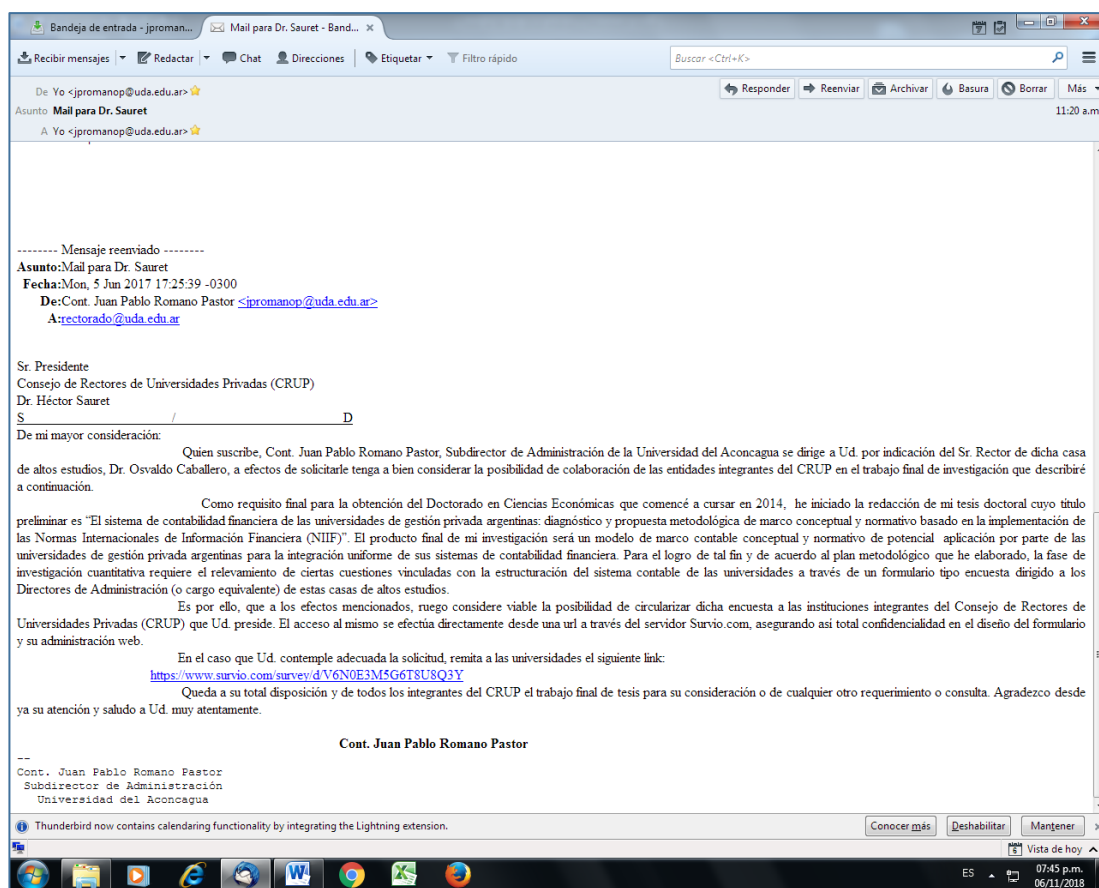 Bandeja de entrada - jproman...
Mail para Dr. Sauret - Band...
Recibir mensajes
Redactar
Chat
Direcciones
Etiquetar
Filtro rápido
Buscar <Ctrl+K>
De Yo <jpromanop@uda.edu.ar>
Responder
Reenviar
Archivar
Basura
Borrar
Más
Asunto Mail para Dr. Sauret
11:20 a.m
A Yo <jpromanop@uda.edu.ar>
-------- Mensaje reenviado --------
Asunto:Mail para Dr. Sauret
Fecha:Mon, 5 Jun 2017 17:25:39 -0300
De:Cont. Juan Pablo Romano Pastor <jpromanop@uda.edu.ar>
A:rectorado@uda.edu.ar
Sr. Presidente
Consejo de Rectores de Universidades Privadas (CRUP)
Dr. Héctor Sauret
S / D
De mi mayor consideración:
Quien suscribe, Cont. Juan Pablo Romano Pastor, Subdirector de Administración de la Universidad del Aconcagua se dirige a Ud. por indicación del Sr. Rector de dicha casa
de altos estudios, Dr. Osvaldo Caballero, a efectos de solicitarle tenga a bien considerar la posibilidad de colaboración de las entidades integrantes del CRUP en el trabajo final de investigación que describiré
a continuación.
Como requisito final para la obtención del Doctorado en Ciencias Económicas que comencé a cursar en 2014, he iniciado la redacción de mi tesis doctoral cuyo título
preliminar es “El sistema de contabilidad financiera de las universidades de gestión privada argentinas: diagnóstico y propuesta metodológica de marco conceptual y normativo basado en la implementación de
las Normas Internacionales de Información Financiera (NIIF)”. El producto final de mi investigación será un modelo de marco contable conceptual y normativo de potencial aplicación por parte de las
universidades de gestión privada argentinas para la integración uniforme de sus sistemas de contabilidad financiera. Para el logro de tal fin y de acuerdo al plan metodológico que he elaborado, la fase de
investigación cuantitativa requiere el relevamiento de ciertas cuestiones vinculadas con la estructuración del sistema contable de las universidades a través de un formulario tipo encuesta dirigido a los
Directores de Administración (o cargo equivalente) de estas casas de altos estudios.
Es por ello, que a los efectos mencionados, ruego considere viable la posibilidad de circularizar dicha encuesta a las instituciones integrantes del Consejo de Rectores de
Universidades Privadas (CRUP) que Ud. preside. El acceso al mismo se efectúa directamente desde una url a través del servidor Survio.com, asegurando así total confidencialidad en el diseño del formulario
y su administración web.
En el caso que Ud. contemple adecuada la solicitud, remita a las universidades el siguiente link:
https://www.survio.com/survey/d/V6N0E3M5G6T8U8Q3Y
Queda a su total disposición y de todos los integrantes del CRUP el trabajo final de tesis para su consideración o de cualquier otro requerimiento o consulta. Agradezco desde
ya su atención y saludo a Ud. muy atentamente.
Cont. Juan Pablo Romano Pastor
--
Cont. Juan Pablo Romano Pastor
Subdirector de Administración
Universidad del Aconcagua
Thunderbird now contains calendaring functionality by integrating the Lightning extension.
Conocer más
Deshabilitar
Mantener
Vista de hoy
ES
07:45 p.m.
06/11/2018